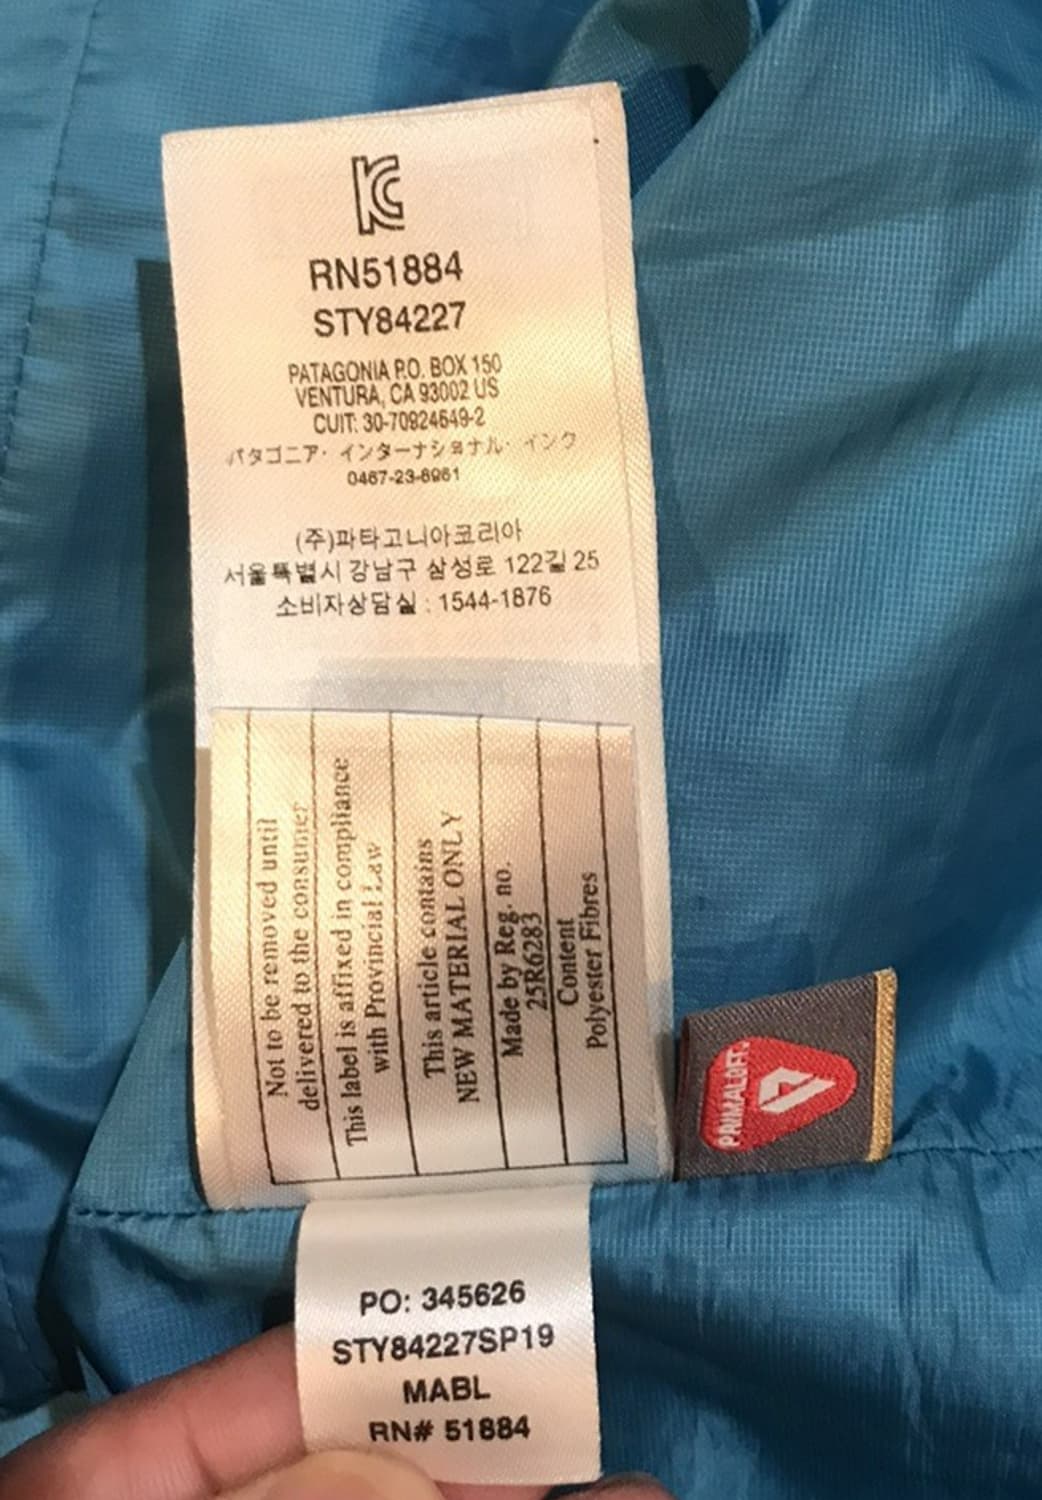 RN51884
STY84227
PATAGONIA P.O. BOX 150
VENTURA, CA 93002 US
CUIT: 30-70924649-2
パタゴニア・インターナショナル・インク
0467-23-8961
(주)파타고니아코리아
서울특별시 강남구 삼성로 122길 25
소비자상담실 : 1544-1876
Not to be removed until
delivered to the consumer
This label is affixed in compliance
with Provincial Law
This article contains
NEW MATERIAL ONLY
Made by Reg. no.
25R6283
Content
Polyester Fibres
PRIMALOFT
PO: 345626
STY84227SP19
MABL
RN# 51884